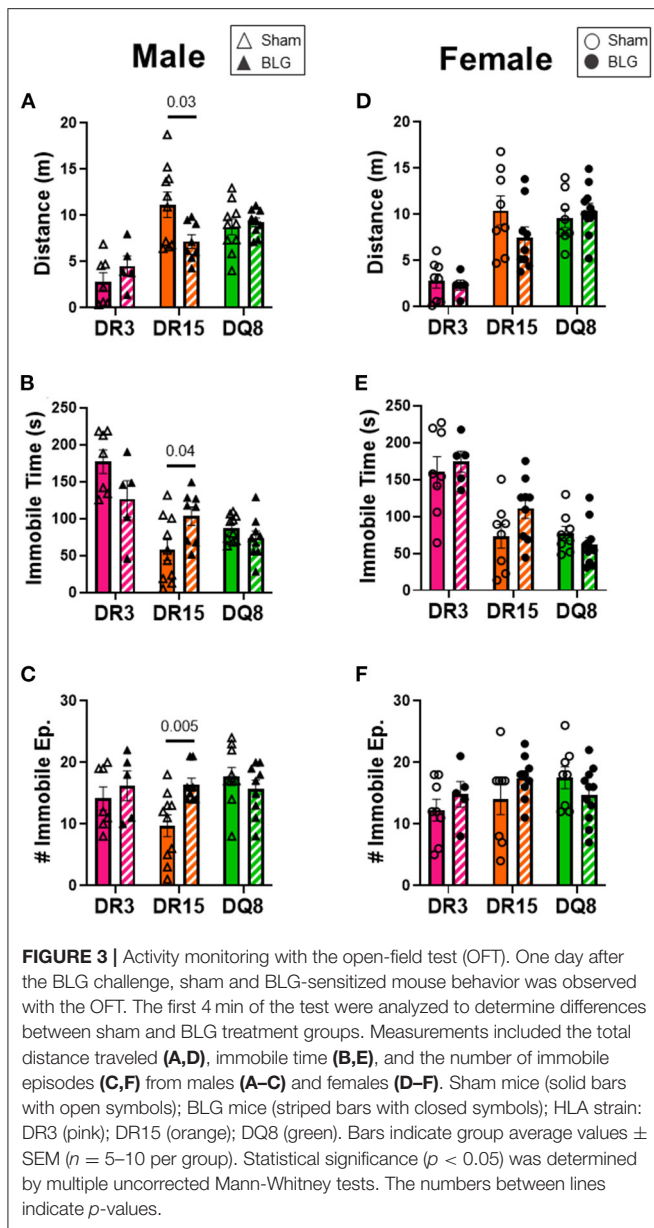 Male
△ Sham
▲ BLG
Female
○ Sham
● BLG
A
0.03
Distance (m)
20
15
10
5
0
DR3 DR15 DQ8
D
Distance (m)
20
15
10
5
0
DR3 DR15 DQ8
B
0.04
Immobile Time (s)
250
200
150
100
50
0
DR3 DR15 DQ8
E
Immobile Time (s)
250
200
150
100
50
0
DR3 DR15 DQ8
C
0.005
# Immobile Ep.
30
20
10
0
DR3 DR15 DQ8
F
# Immobile Ep.
30
20
10
0
DR3 DR15 DQ8
FIGURE 3 | Activity monitoring with the open-field test (OFT). One day after
the BLG challenge, sham and BLG-sensitized mouse behavior was observed
with the OFT. The first 4 min of the test were analyzed to determine differences
between sham and BLG treatment groups. Measurements included the total
distance traveled (A,D), immobile time (B,E), and the number of immobile
episodes (C,F) from males (A–C) and females (D–F). Sham mice (solid bars
with open symbols); BLG mice (striped bars with closed symbols); HLA strain:
DR3 (pink); DR15 (orange); DQ8 (green). Bars indicate group average values ±
SEM (n = 5–10 per group). Statistical significance (p < 0.05) was determined
by multiple uncorrected Mann-Whitney tests. The numbers between lines
indicate p-values.